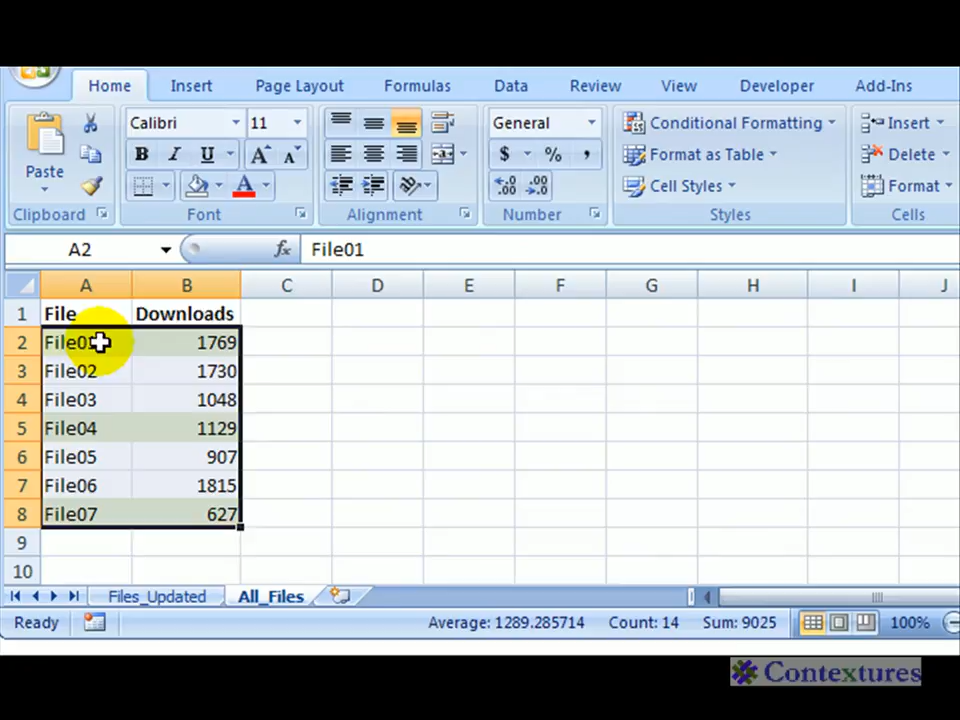 Home Insert Page Layout Formulas Data Review View Developer Add-Ins
Paste Calibri 11 General Conditional Formatting Insert
B I U A A $ % , Format as Table Delete
A .00 .0 Cell Styles Format
Clipboard Font Alignment Number Styles Cells
A2 fx File01
A B C D E F G H I J
1 File Downloads
2 File01 1769
3 File02 1730
4 File03 1048
5 File04 1129
6 File05 907
7 File06 1815
8 File07 627
9
10
Files_Updated All_Files
Ready Average: 1289.285714 Count: 14 Sum: 9025 100%
Contextures